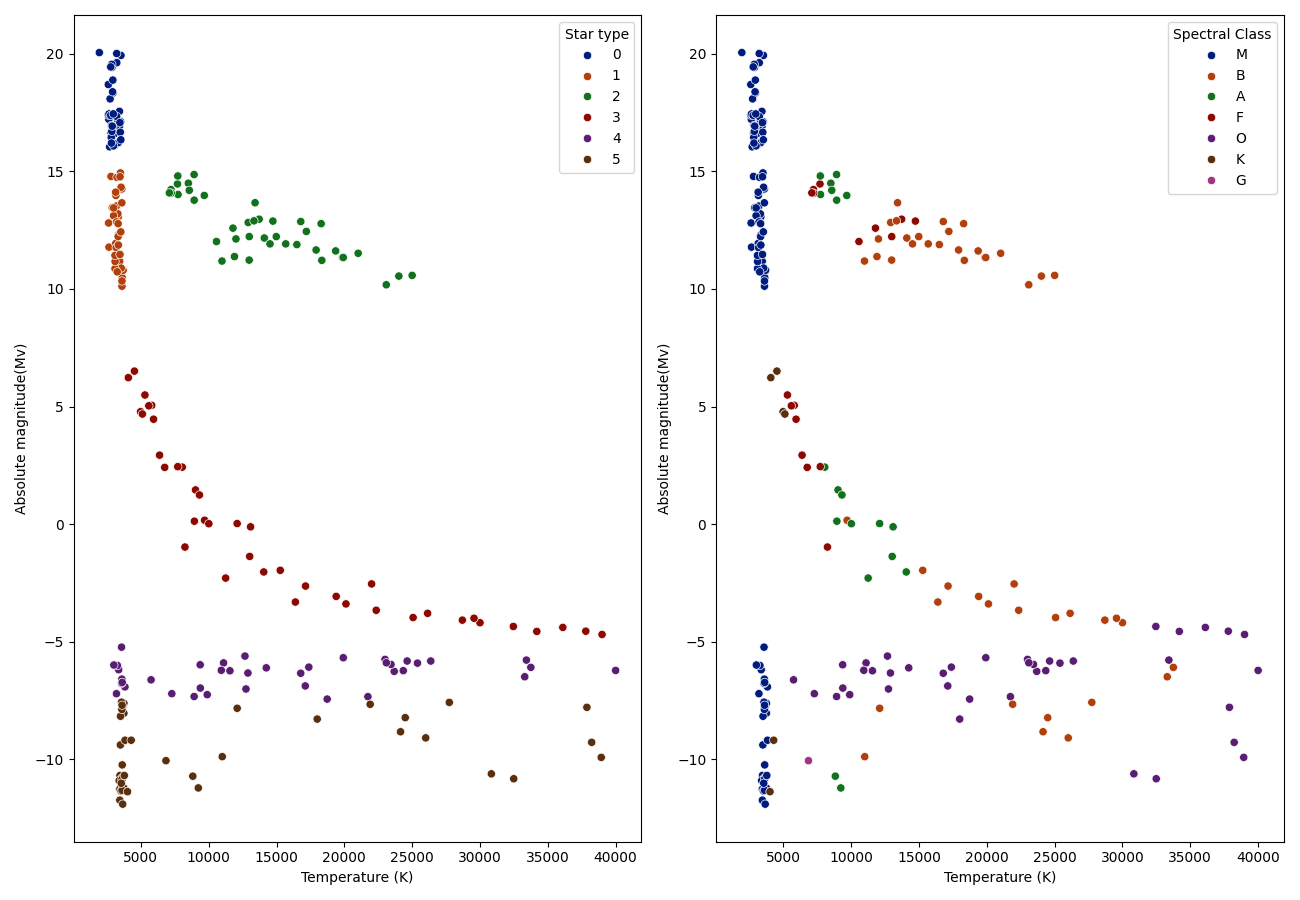 Star type
0
1
2
3
4
5
20
15
10
5
0
−5
−10
Absolute magnitude(Mv)
5000 10000 15000 20000 25000 30000 35000 40000
Temperature (K)
Spectral Class
M
B
A
F
O
K
G
20
15
10
5
0
−5
−10
Absolute magnitude(Mv)
5000 10000 15000 20000 25000 30000 35000 40000
Temperature (K)